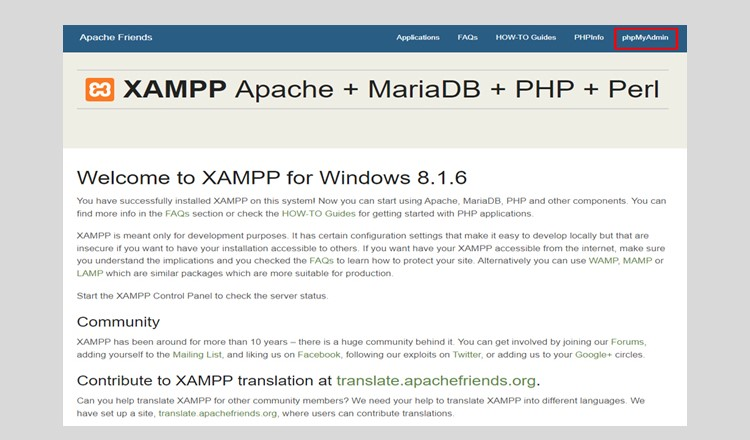 Apache Friends Applications FAQs HOW-TO Guides PHPInfo phpMyAdmin
XAMPP Apache + MariaDB + PHP + Perl
Welcome to XAMPP for Windows 8.1.6
You have successfully installed XAMPP on this system! Now you can start using Apache, MariaDB, PHP and other components. You can
find more info in the FAQs section or check the HOW-TO Guides for getting started with PHP applications.
XAMPP is meant only for development purposes. It has certain configuration settings that make it easy to develop locally but that are
insecure if you want to have your installation accessible to others. If you want have your XAMPP accessible from the internet, make sure
you understand the implications and you checked the FAQs to learn how to protect your site. Alternatively you can use WAMP, MAMP or
LAMP which are similar packages which are more suitable for production.
Start the XAMPP Control Panel to check the server status.
Community
XAMPP has been around for more than 10 years – there is a huge community behind it. You can get involved by joining our Forums,
adding yourself to the Mailing List, and liking us on Facebook, following our exploits on Twitter, or adding us to your Google+ circles.
Contribute to XAMPP translation at translate.apachefriends.org.
Can you help translate XAMPP for other community members? We need your help to translate XAMPP into different languages. We
have set up a site, translate.apachefriends.org, where users can contribute translations.